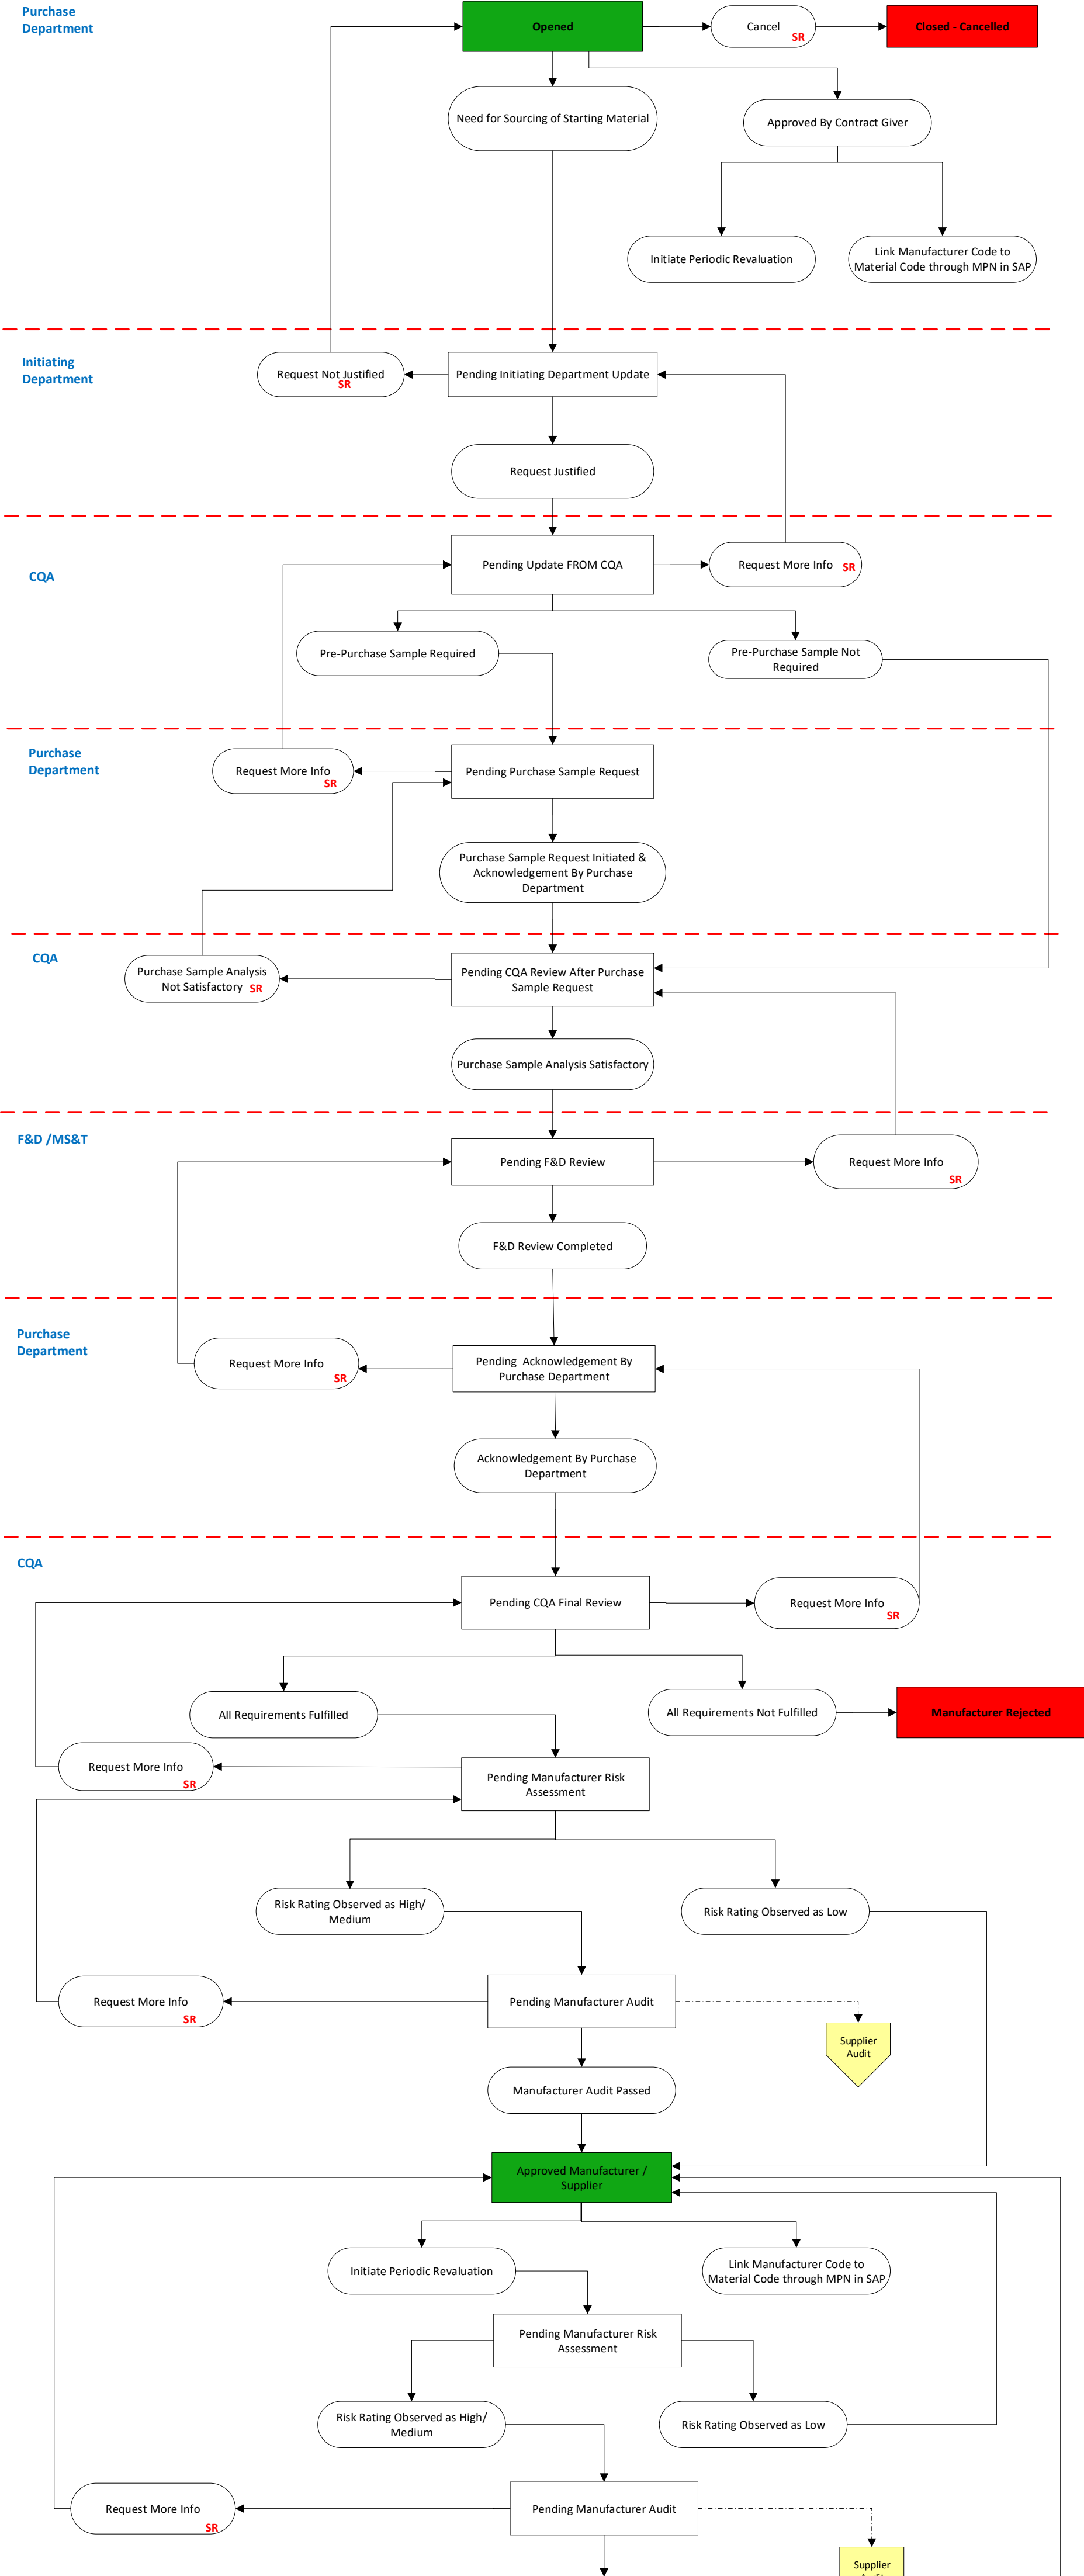 Purchase
Department
Opened
Cancel
SR
Closed - Cancelled
Need for Sourcing of Starting Material
Approved By Contract Giver
Initiate Periodic Revaluation
Link Manufacturer Code to
Material Code through MPN in SAP
Initiating
Department
Request Not Justified
SR
Pending Initiating Department Update
Request Justified
CQA
Pending Update FROM CQA
Request More Info
SR
Pre-Purchase Sample Required
Pre-Purchase Sample Not
Required
Purchase
Department
Request More Info
SR
Pending Purchase Sample Request
Purchase Sample Request Initiated &
Acknowledgement By Purchase
Department
CQA
Purchase Sample Analysis
Not Satisfactory
SR
Pending CQA Review After Purchase
Sample Request
Purchase Sample Analysis Satisfactory
F&D /MS&T
Pending F&D Review
Request More Info
SR
F&D Review Completed
Purchase
Department
Request More Info
SR
Pending Acknowledgement By
Purchase Department
Acknowledgement By Purchase
Department
CQA
Pending CQA Final Review
Request More Info
SR
All Requirements Fulfilled
All Requirements Not Fulfilled
Manufacturer Rejected
Request More Info
SR
Pending Manufacturer Risk
Assessment
Risk Rating Observed as High/
Medium
Risk Rating Observed as Low
Request More Info
SR
Pending Manufacturer Audit
Supplier
Audit
Manufacturer Audit Passed
Approved Manufacturer /
Supplier
Initiate Periodic Revaluation
Link Manufacturer Code to
Material Code through MPN in SAP
Pending Manufacturer Risk
Assessment
Risk Rating Observed as High/
Medium
Risk Rating Observed as Low
Request More Info
SR
Pending Manufacturer Audit
Supplier